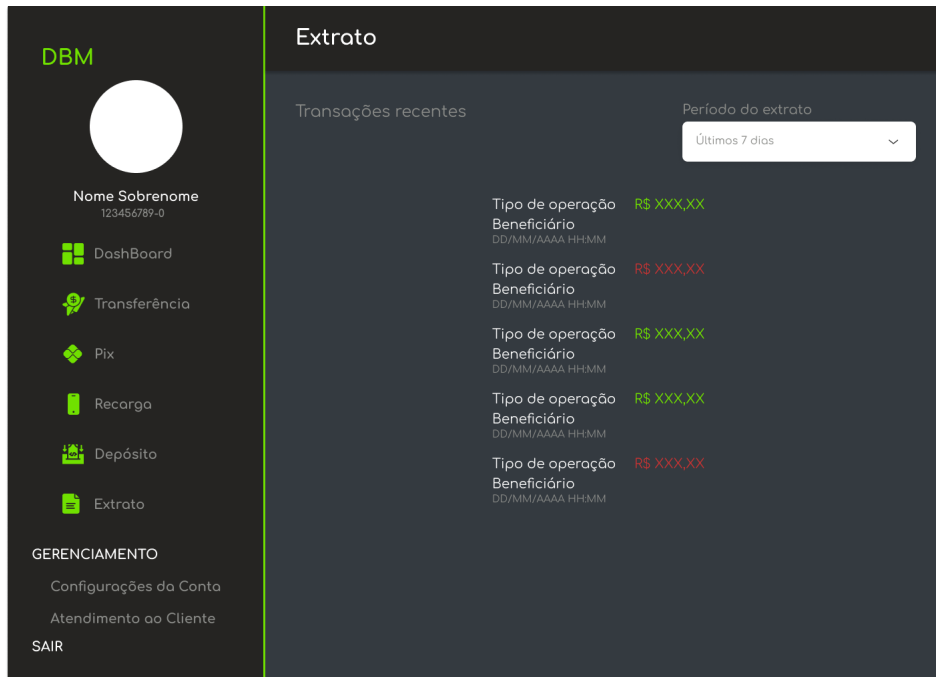 DBM
Nome Sobrenome
123456789-0
DashBoard
Transferência
Pix
Recarga
Depósito
Extrato
GERENCIAMENTO
Configurações da Conta
Atendimento ao Cliente
SAIR
Extrato
Transações recentes
Período do extrato
Últimos 7 dias
Tipo de operação R$ XXX,XX
Beneficiário
DD/MM/AAAA HH:MM
Tipo de operação R$ XXX,XX
Beneficiário
DD/MM/AAAA HH:MM
Tipo de operação R$ XXX,XX
Beneficiário
DD/MM/AAAA HH:MM
Tipo de operação R$ XXX,XX
Beneficiário
DD/MM/AAAA HH:MM
Tipo de operação R$ XXX,XX
Beneficiário
DD/MM/AAAA HH:MM